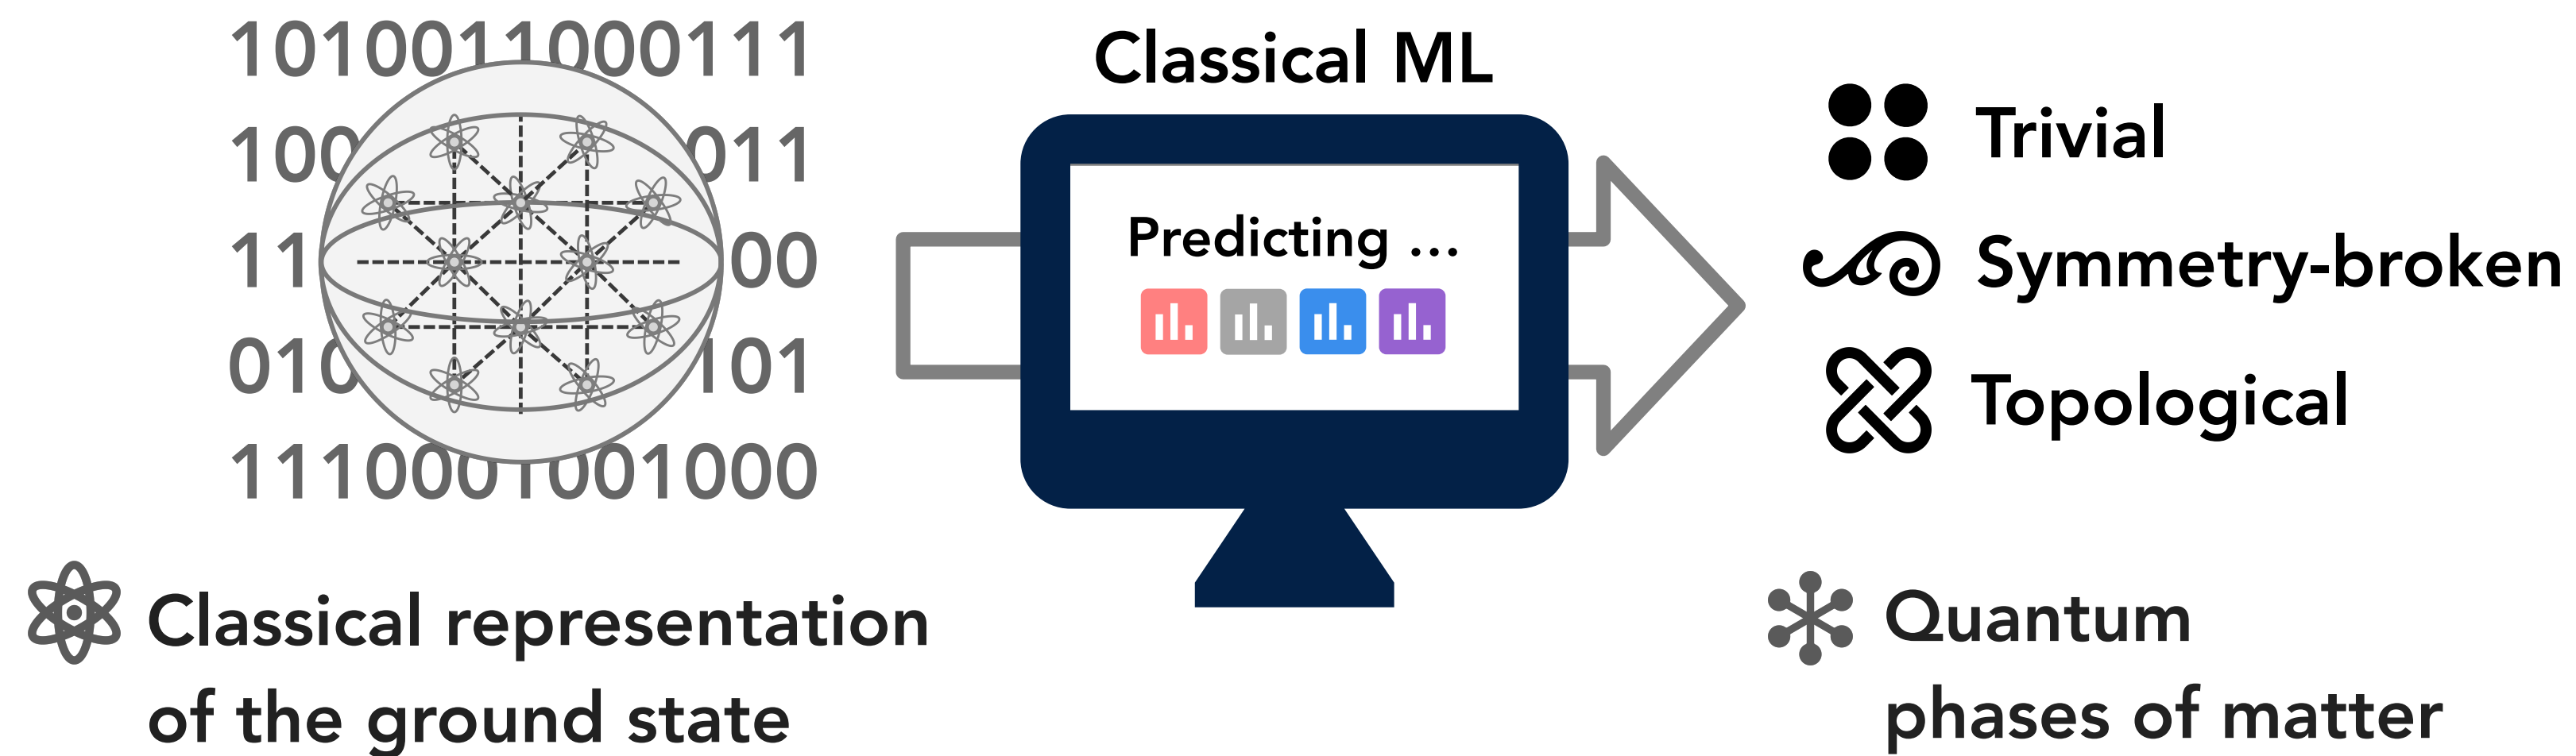 1010011000111
100
011
11
00
010
101
1110001001000
Classical ML
Predicting ...
Trivial
Symmetry-broken
Topological
Classical representation
of the ground state
Quantum
phases of matter